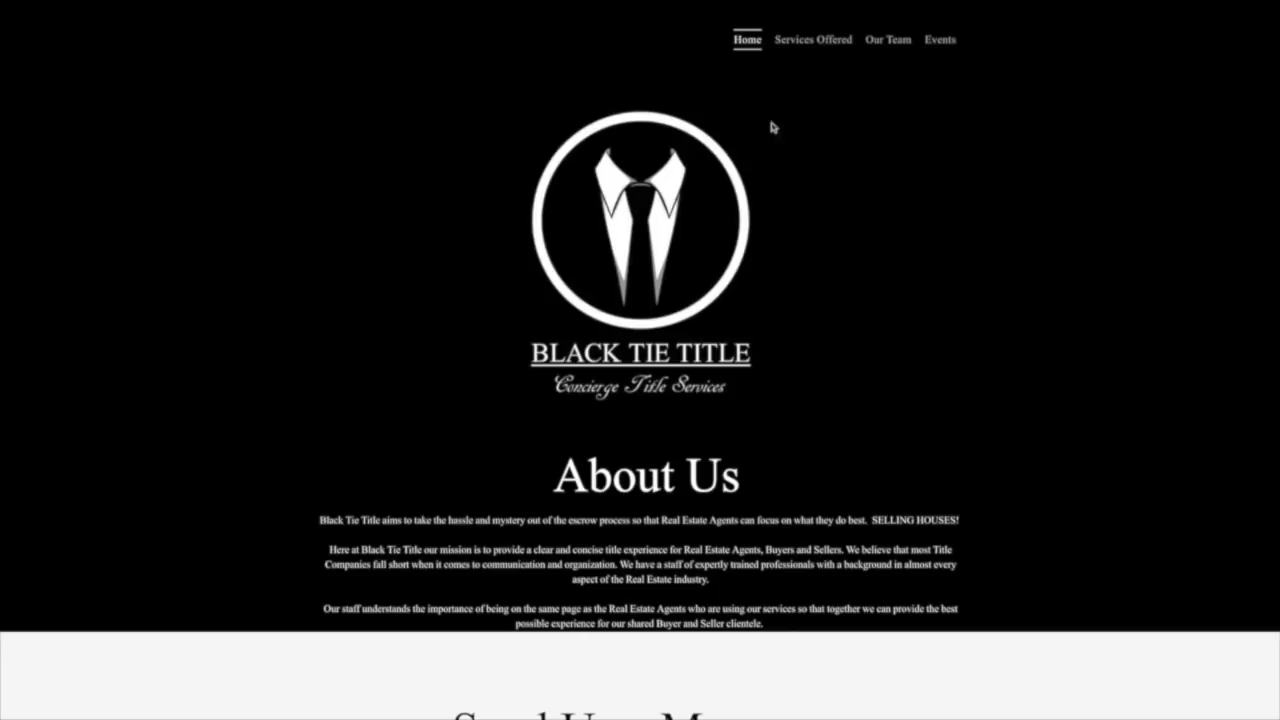 Home Services Offered Our Team Events
BLACK TIE TITLE
Concierge Title Services
About Us
Black Tie Title aims to take the hassle and mystery out of the escrow process so that Real Estate Agents can focus on what they do best. SELLING HOUSES!
Here at Black Tie Title our mission is to provide a clear and concise title experience for Real Estate Agents, Buyers and Sellers. We believe that most Title
Companies fall short when it comes to communication and organization. We have a staff of expertly trained professionals with a background in almost every
aspect of the Real Estate industry.
Our staff understands the importance of being on the same page as the Real Estate Agents who are using our services so that together we can provide the best
possible experience for our shared Buyer and Seller clientele.